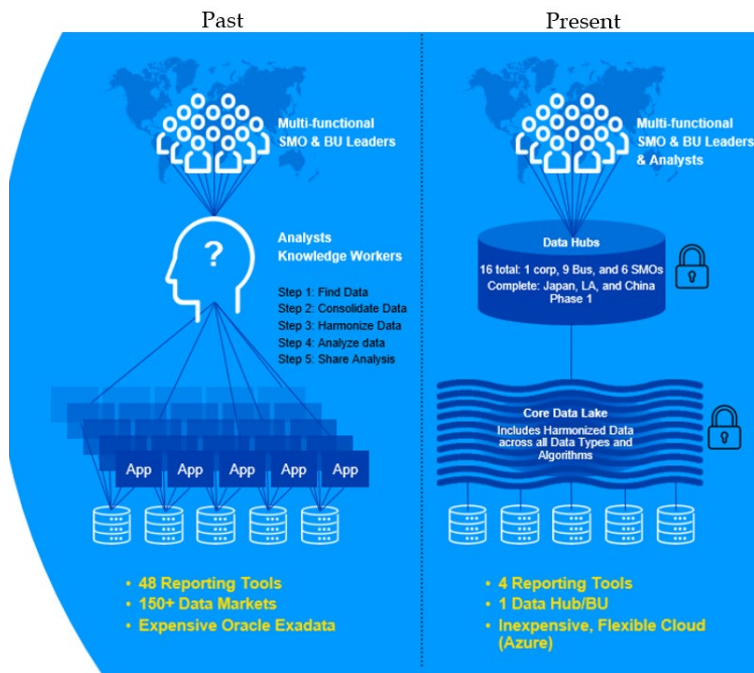 Past
Multi-functional
SMO & BU Leaders
?
Analysts
Knowledge Workers
Step 1: Find Data
Step 2: Consolidate Data
Step 3: Harmonize Data
Step 4: Analyze data
Step 5: Share Analysis
App App App App App
• 48 Reporting Tools
• 150+ Data Markets
• Expensive Oracle Exadata
Present
Multi-functional
SMO & BU Leaders
& Analysts
Data Hubs
16 total: 1 corp, 9 Bus, and 6 SMOs
Complete: Japan, LA, and China
Phase 1
Core Data Lake
Includes Harmonized Data
across all Data Types and
Algorithms
• 4 Reporting Tools
• 1 Data Hub/BU
• Inexpensive, Flexible Cloud
(Azure)